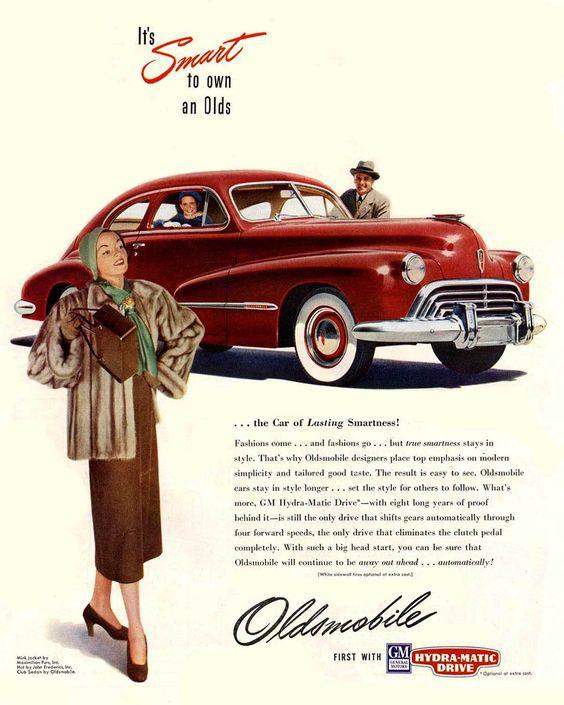 It's
Smart
to own
an Olds
. . . the Car of Lasting Smartness!
Fashions come . . . and fashions go . . . but true smartness stays in
style. That's why Oldsmobile designers place top emphasis on modern
simplicity and tailored good taste. The result is easy to see. Oldsmobile
cars stay in style longer . . . set the style for others to follow. What's
more, GM Hydra-Matic Drive*—with eight long years of proof
behind it—is still the only drive that shifts gears automatically through
four forward speeds, the only drive that eliminates the clutch pedal
completely. With such a big head start, you can be sure that
Oldsmobile will continue to be away out ahead . . . automatically!
(White sidewall tires optional at extra cost.)
Oldsmobile
FIRST WITH
GM
GENERAL
MOTORS
HYDRA-MATIC
DRIVE
*Optional at extra cost.
Mink jacket by
Maximilian Furs, Inc.
Hat by John Frederics, Inc.
Club Sedan by Oldsmobile.